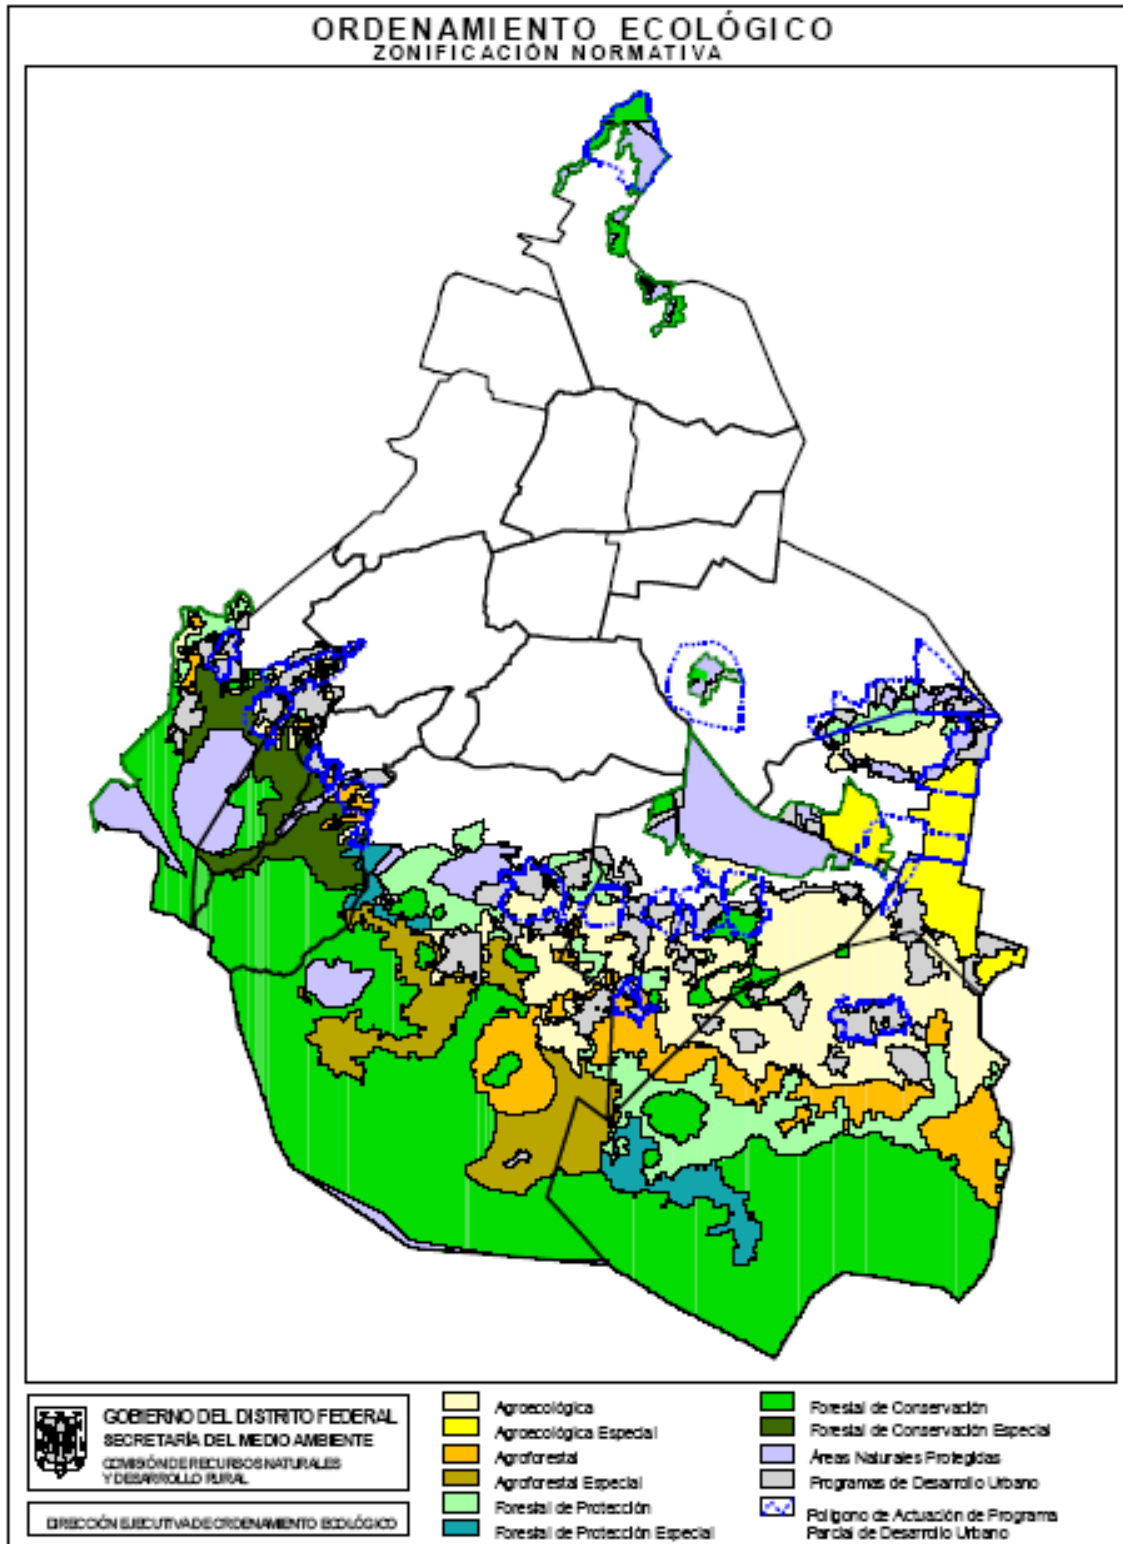 ORDENAMIENTO ECOLÓGICO
ZONIFICACIÓN NORMATIVA
GOBIERNO DEL DISTRITO FEDERAL
SECRETARÍA DEL MEDIO AMBIENTE
COMISIÓN DE RECURSOS NATURALES
Y DESARROLLO RURAL
DIRECCIÓN EJECUTIVA DE ORDENAMIENTO ECOLÓGICO
Agroecológica
Agroecológica Especial
Agroforestal
Agroforestal Especial
Forestal de Protección
Forestal de Protección Especial
Forestal de Conservación
Forestal de Conservación Especial
Áreas Naturales Protegidas
Programas de Desarrollo Urbano
Polígono de Actuación de Programa
Parcial de Desarrollo Urbano